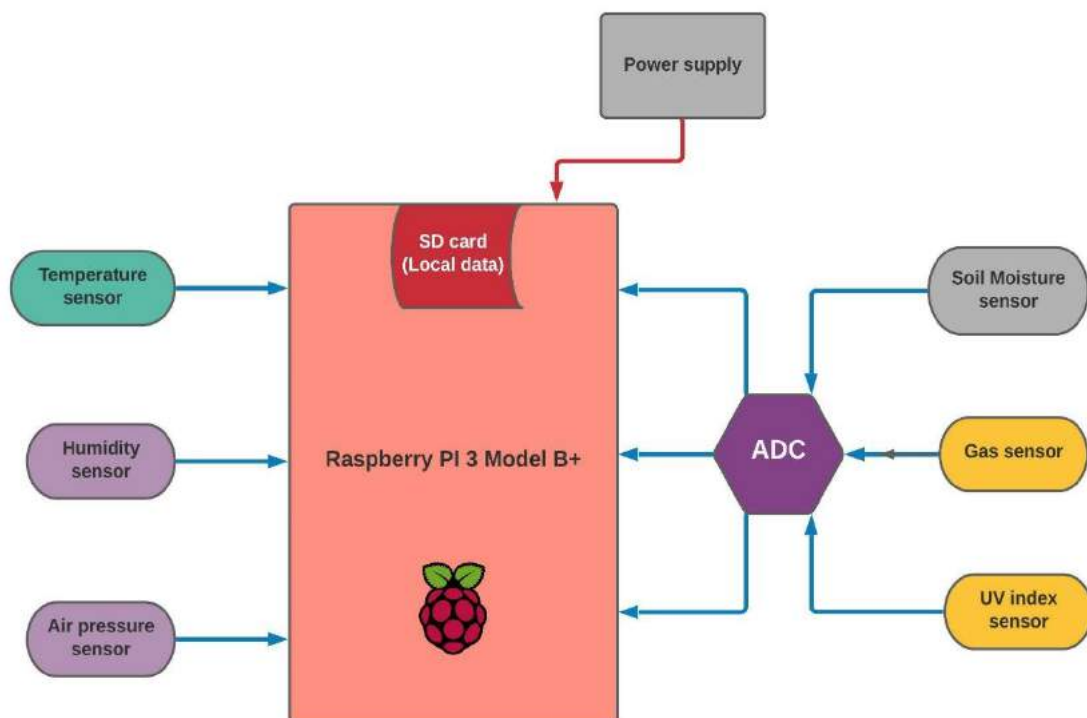 Power supply
SD card
(Local data)
Temperature
sensor
Soil Moisture
sensor
Humidity
sensor
Raspberry PI 3 Model B+
ADC
Gas sensor
Air pressure
sensor
UV index
sensor